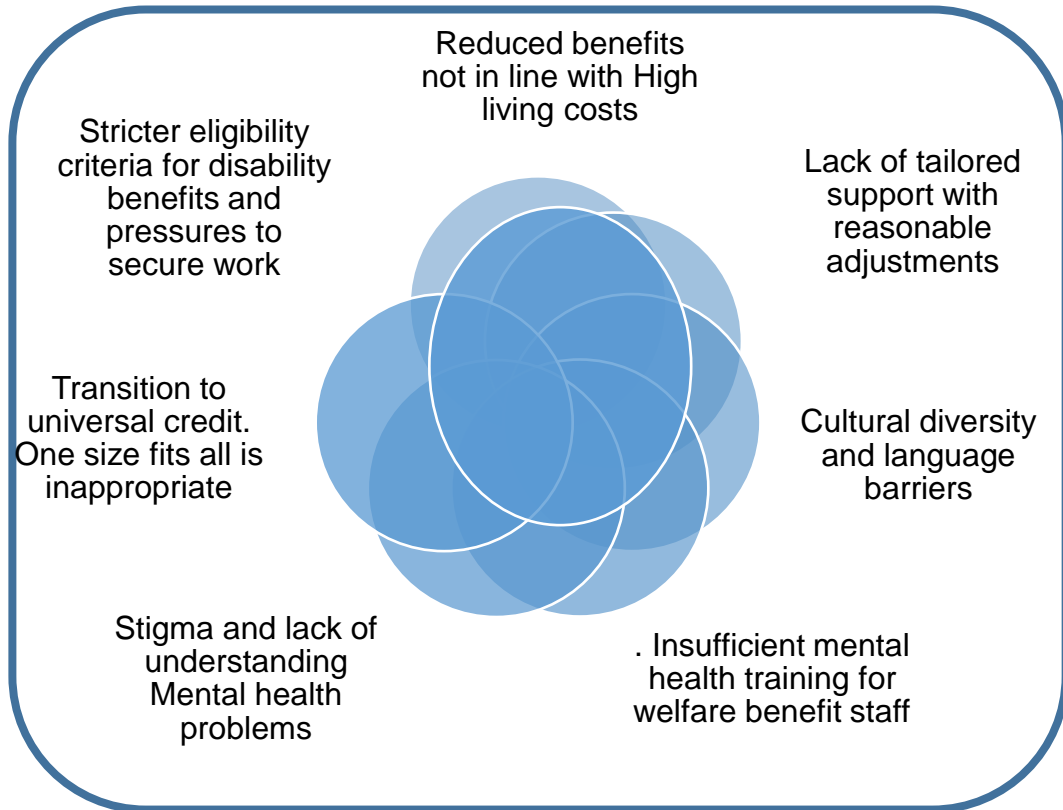 Reduced benefits
not in line with High
living costs
Stricter eligibility
criteria for disability
benefits and
pressures to
secure work
Lack of tailored
support with
reasonable
adjustments
Transition to
universal credit.
One size fits all is
inappropriate
Cultural diversity
and language
barriers
Stigma and lack of
understanding
Mental health
problems
. Insufficient mental
health training for
welfare benefit staff